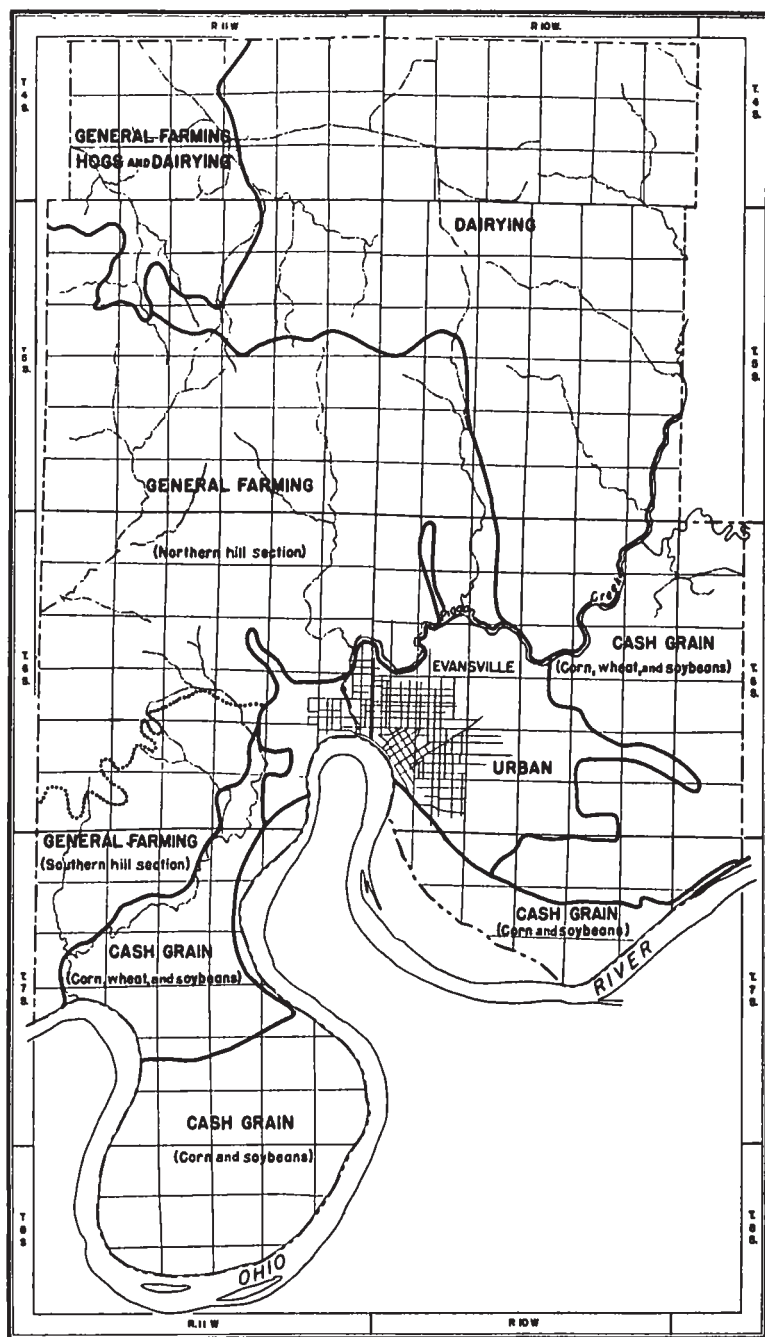 R 11 W
R 10 W.
T. 4 S.
T. 4 S.
GENERAL FARMING
HOGS AND DAIRYING
DAIRYING
T. 5 S.
T. 5 S.
GENERAL FARMING
(Northern hill section)
Pigeon
Creek
CASH GRAIN
(Corn, wheat, and soybeans)
EVANSVILLE
T. 6 S.
T. 6 S.
URBAN
GENERAL FARMING
(Southern hill section)
CASH GRAIN
(Corn and soybeans)
CASH GRAIN
(Corn, wheat, and soybeans)
RIVER
T. 7 S.
T. 7 S.
CASH GRAIN
(Corn and soybeans)
T 8 S
T. 8 S.
OHIO
R. 11 W
R 10 W.